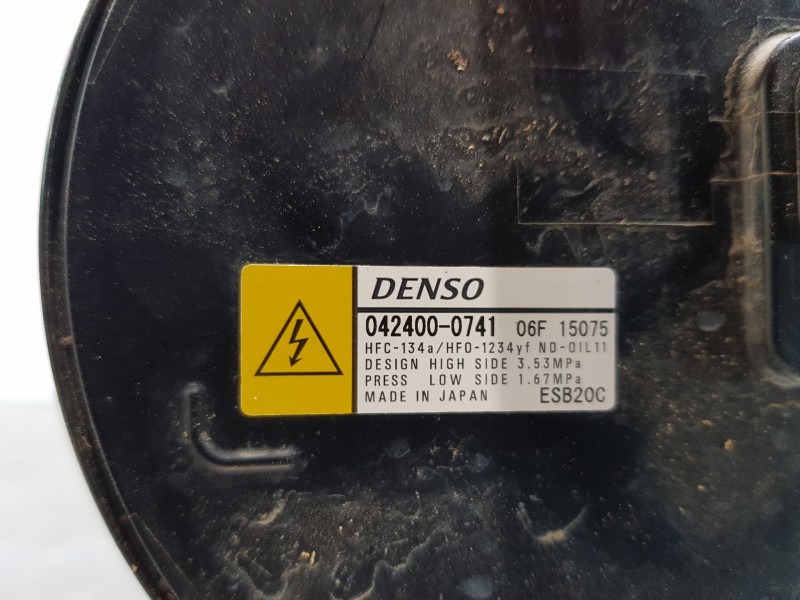 DENSO
042400-0741 06F 15075
HFC-134a/HFO-1234yf ND-OIL11
DESIGN HIGH SIDE 3.53MPa
PRESS LOW SIDE 1.67MPa
MADE IN JAPAN ESB20C